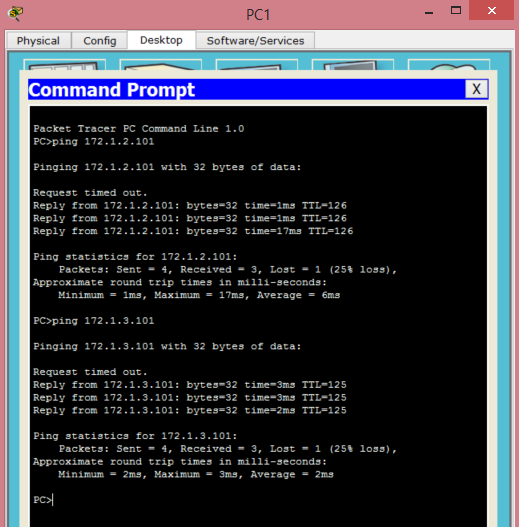 PC1
Physical Config Desktop Software/Services
Command Prompt X
Packet Tracer PC Command Line 1.0
PC>ping 172.1.2.101
Pinging 172.1.2.101 with 32 bytes of data:
Request timed out.
Reply from 172.1.2.101: bytes=32 time=1ms TTL=126
Reply from 172.1.2.101: bytes=32 time=1ms TTL=126
Reply from 172.1.2.101: bytes=32 time=17ms TTL=126
Ping statistics for 172.1.2.101:
Packets: Sent = 4, Received = 3, Lost = 1 (25% loss),
Approximate round trip times in milli-seconds:
Minimum = 1ms, Maximum = 17ms, Average = 6ms
PC>ping 172.1.3.101
Pinging 172.1.3.101 with 32 bytes of data:
Request timed out.
Reply from 172.1.3.101: bytes=32 time=3ms TTL=125
Reply from 172.1.3.101: bytes=32 time=3ms TTL=125
Reply from 172.1.3.101: bytes=32 time=2ms TTL=125
Ping statistics for 172.1.3.101:
Packets: Sent = 4, Received = 3, Lost = 1 (25% loss),
Approximate round trip times in milli-seconds:
Minimum = 2ms, Maximum = 3ms, Average = 2ms
PC>